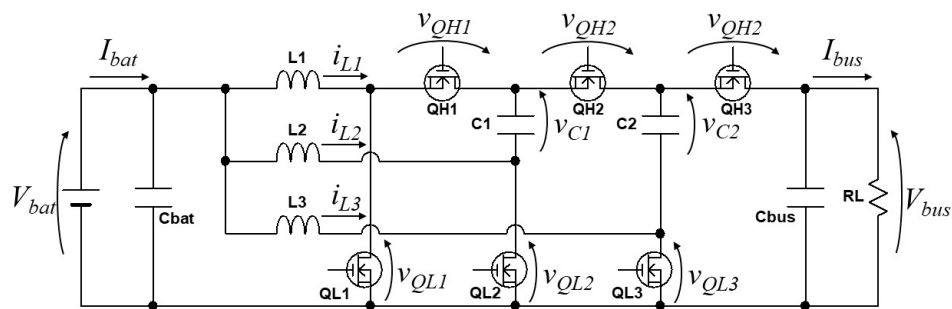 v_QH1 v_QH2 v_QH2
I_bat L1 i_L1 I_bus
QH1 QH2 QH3
C1 v_C1 C2 v_C2
L2 i_L2
V_bat Cbat L3 i_L3 Cbus RL V_bus
QL1 v_QL1 QL2 v_QL2 QL3 v_QL3